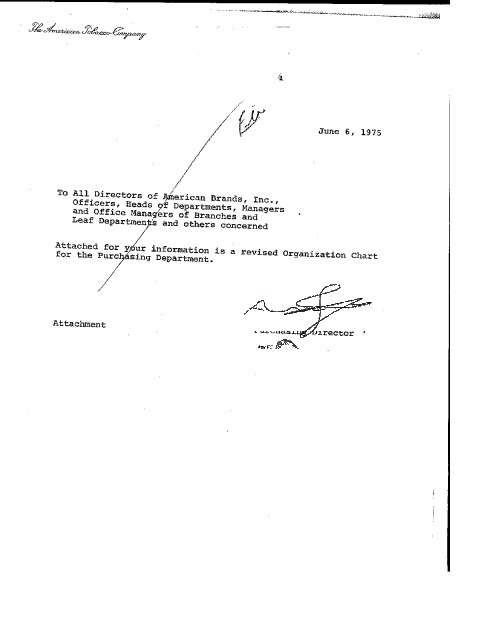 The American Tobacco Company
June 6, 1975
To All Directors of American Brands, Inc.,
Officers, Heads of Departments, Managers
and Office Managers of Branches and
Leaf Departments and others concerned
Attached for your information is a revised Organization Chart
for the Purchasing Department.
Attachment
Purchasing Director